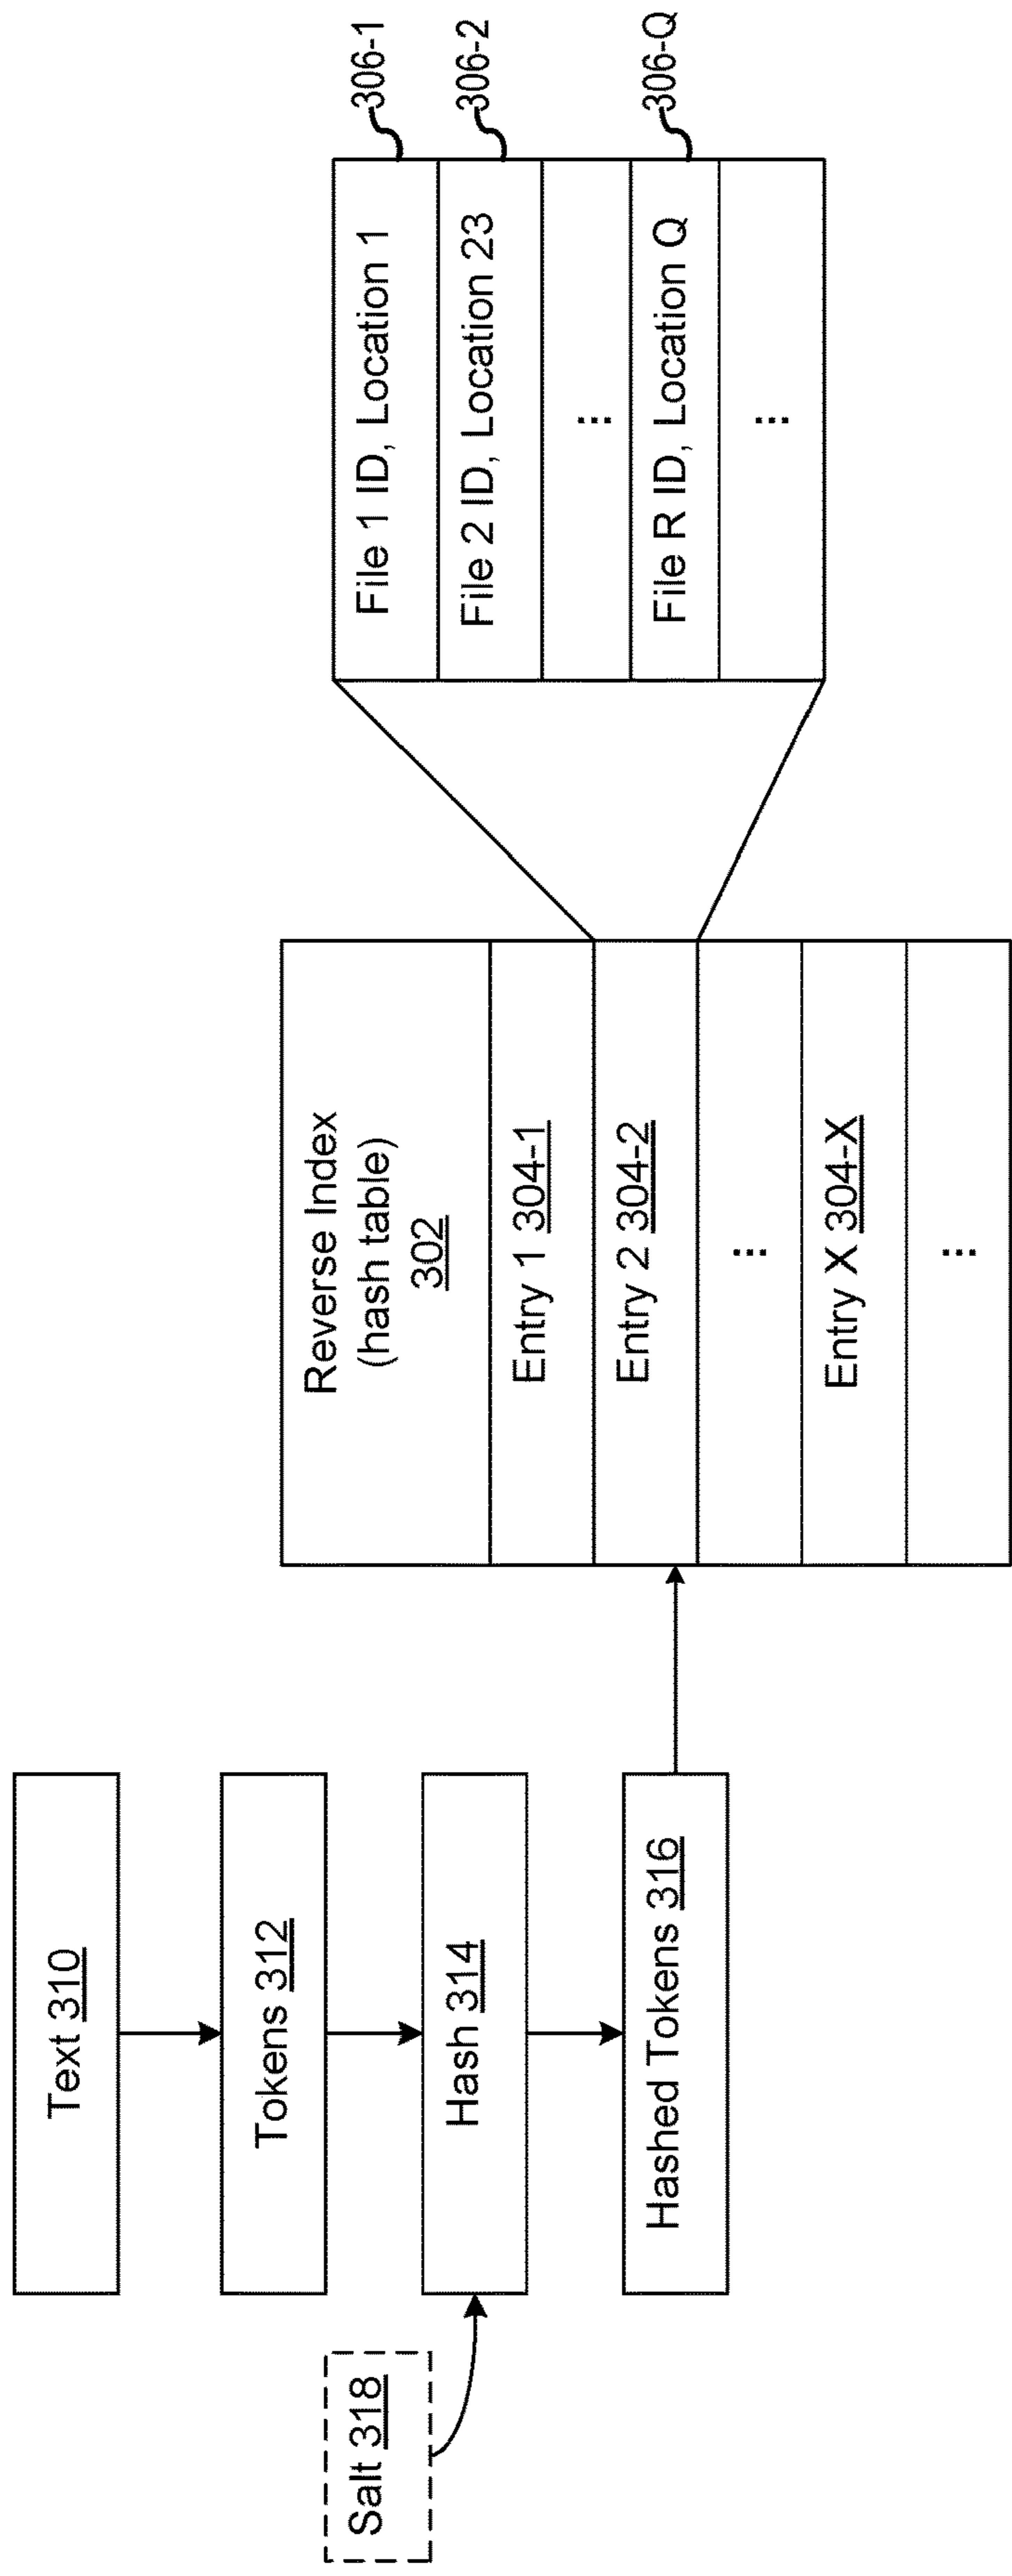 Text 310
Tokens 312
Salt 318
Hash 314
Hashed Tokens 316
Reverse Index
(hash table)
302
Entry 1 304-1
Entry 2 304-2
...
Entry X 304-X
...
File 1 ID, Location 1
306-1
File 2 ID, Location 23
306-2
...
File R ID, Location Q
306-Q
...